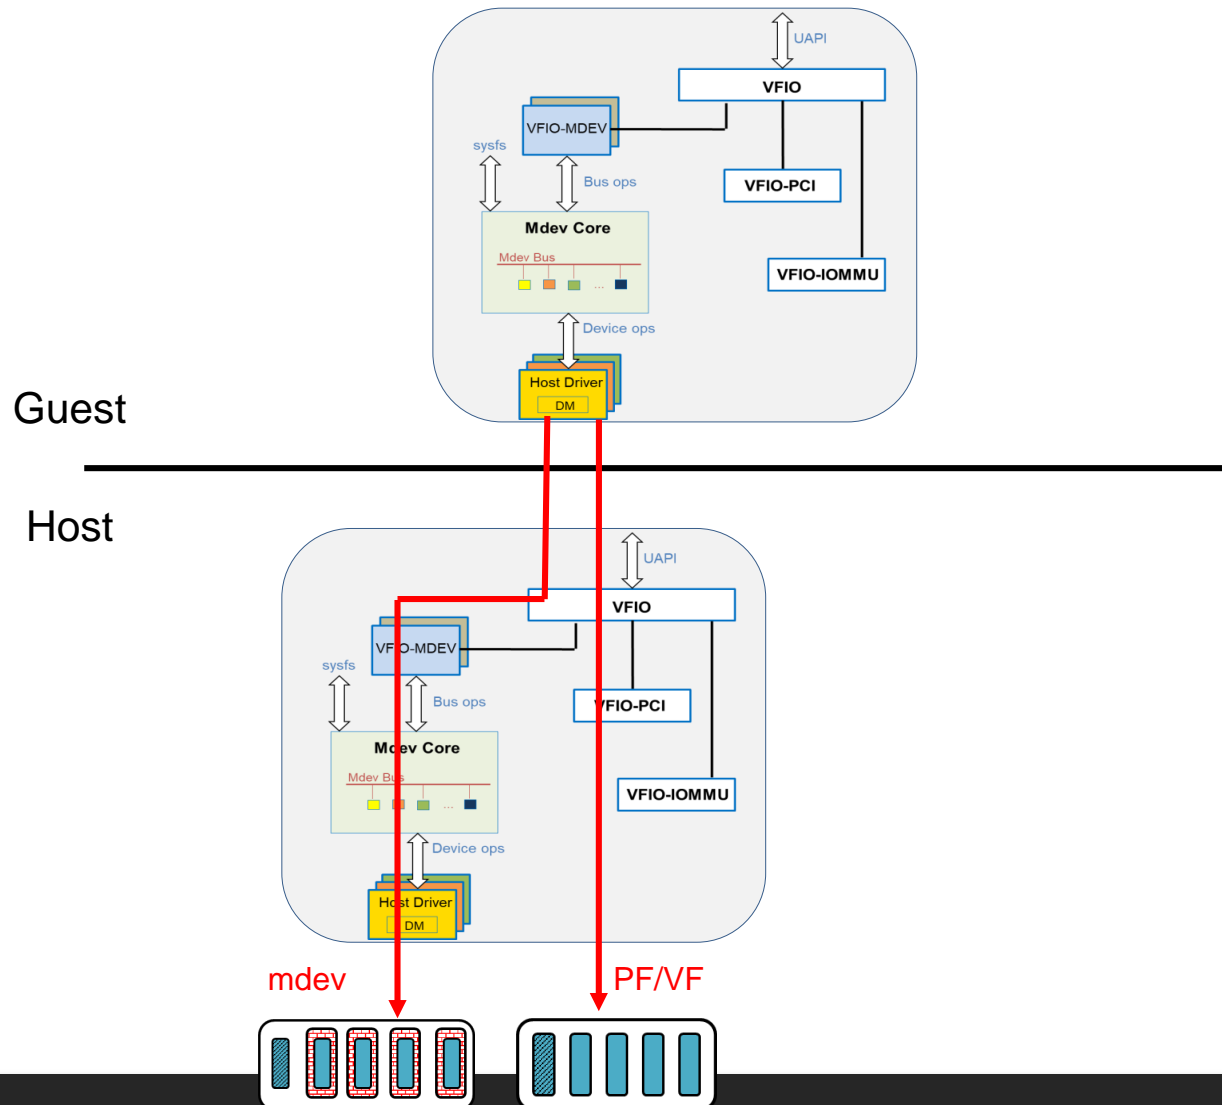 UAPI
VFIO
VFIO-MDEV
sysfs
Bus ops
VFIO-PCI
Mdev Core
Mdev Bus
VFIO-IOMMU
...
Device ops
Host Driver
DM
Guest
Host
UAPI
VFIO
VFIO-MDEV
sysfs
Bus ops
VFIO-PCI
Mdev Core
Mdev Bus
VFIO-IOMMU
...
Device ops
Host Driver
DM
mdev
PF/VF